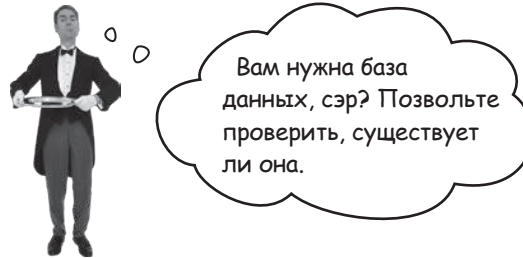 Вам нужна база
данных, сэр? Позвольте
проверить, существует
ли она.